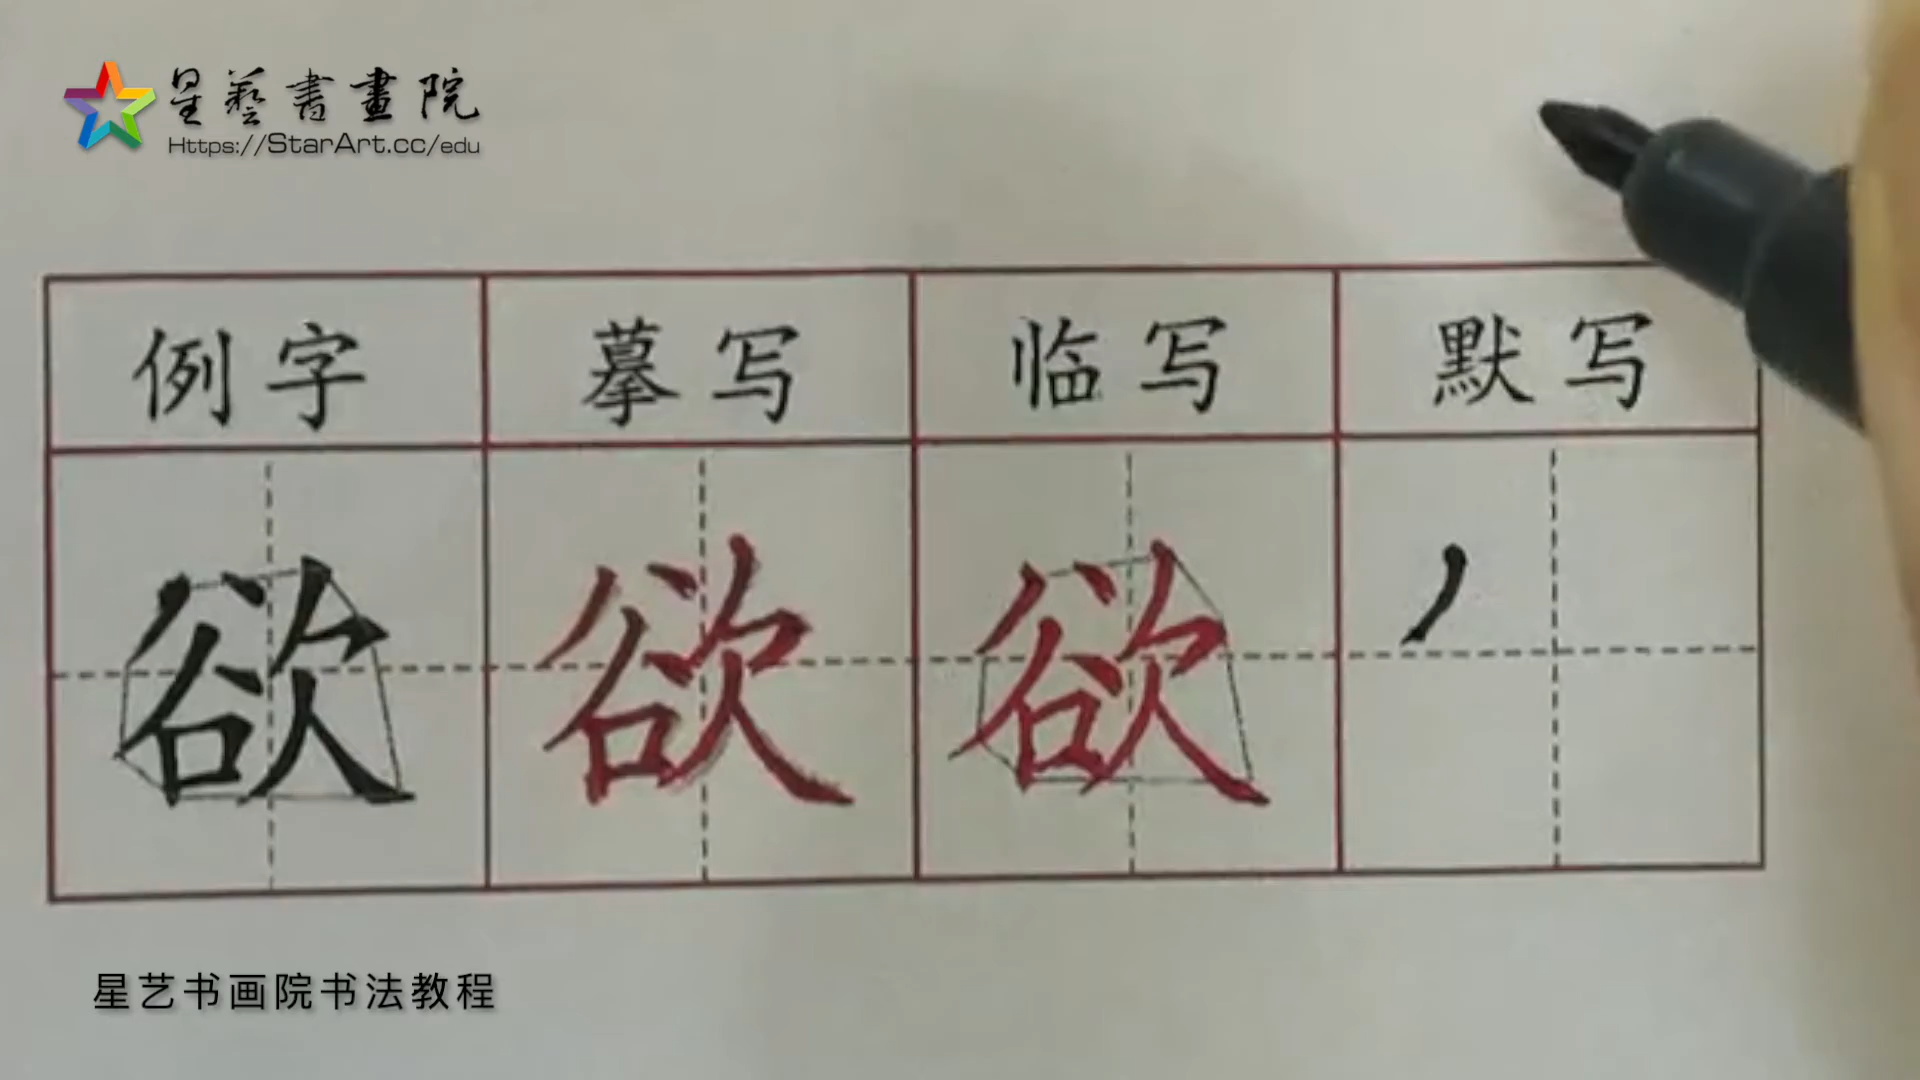 星藝書畫院
Https://StarArt.cc/edu
例字 摹写 临写 默写
欲 欲 欲
星艺书画院书法教程